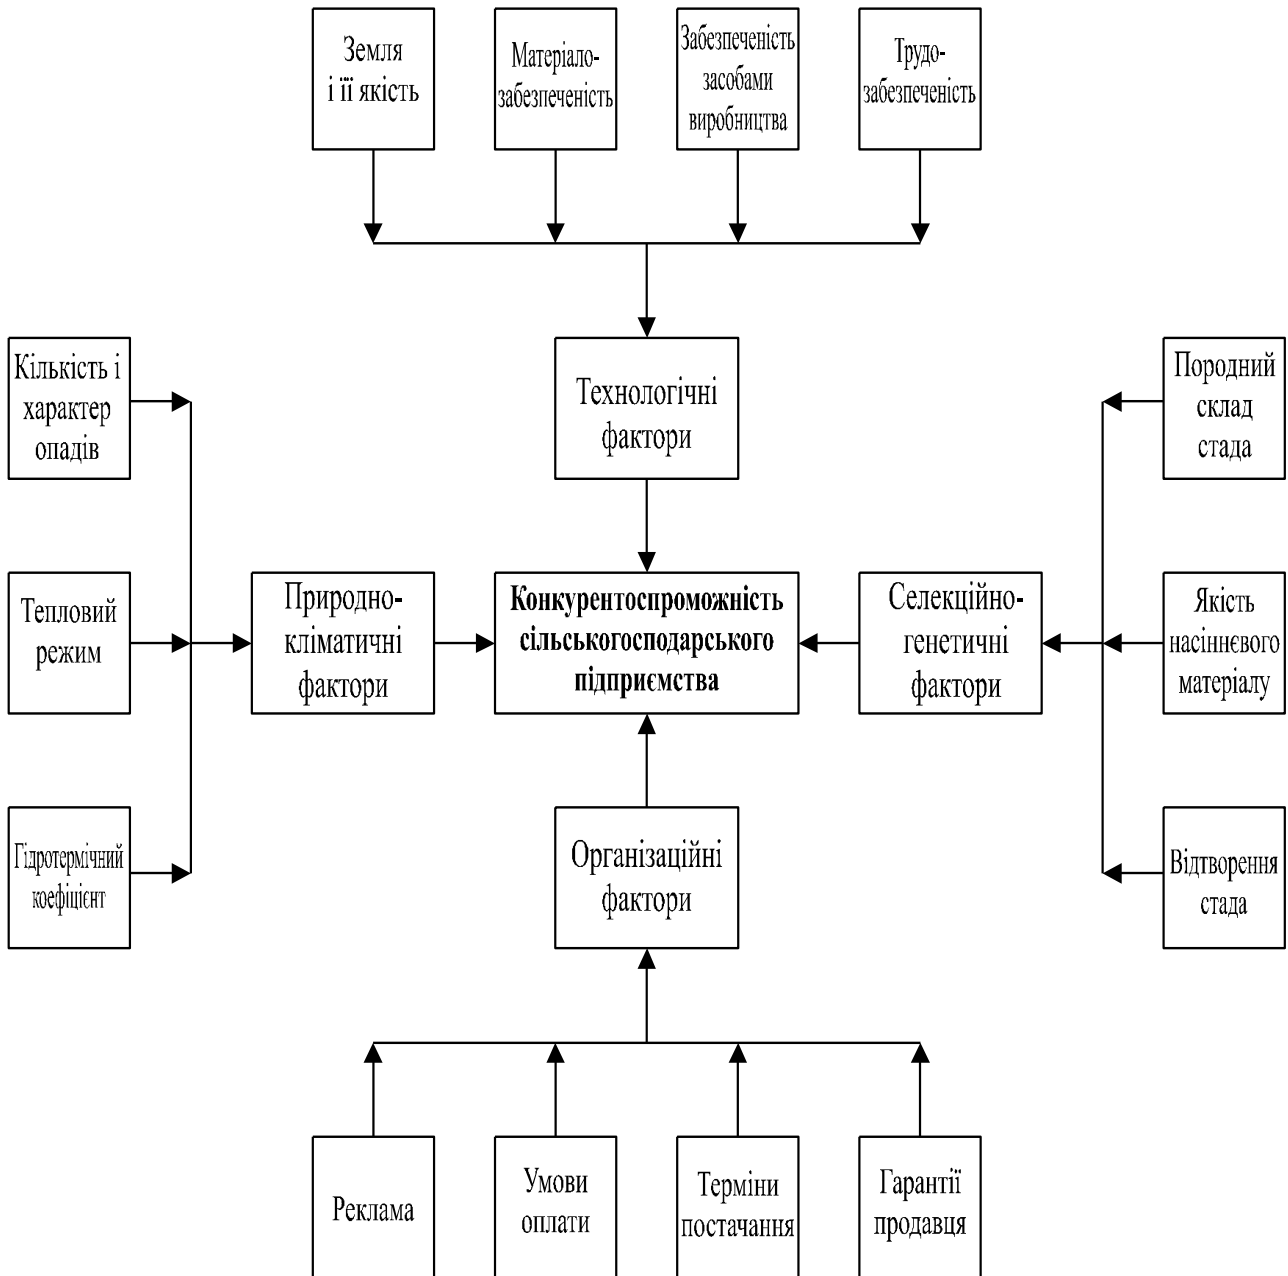 Земля
і її якість
Матеріало-
забезпеченість
Забезпеченість
засобами
виробництва
Трудо-
забезпеченість
Технологічні
фактори
Кількість і
характер
опадів
Тепловий
режим
Гідротермічний
коефіцієнт
Природно-
кліматичні
фактори
Конкурентоспроможність
сільськогосподарського
підприємства
Селекційно-
генетичні
фактори
Породний
склад
стада
Якість
насіннєвого
матеріалу
Відтворення
стада
Організаційні
фактори
Реклама
Умови
оплати
Терміни
постачання
Гарантії
продавця